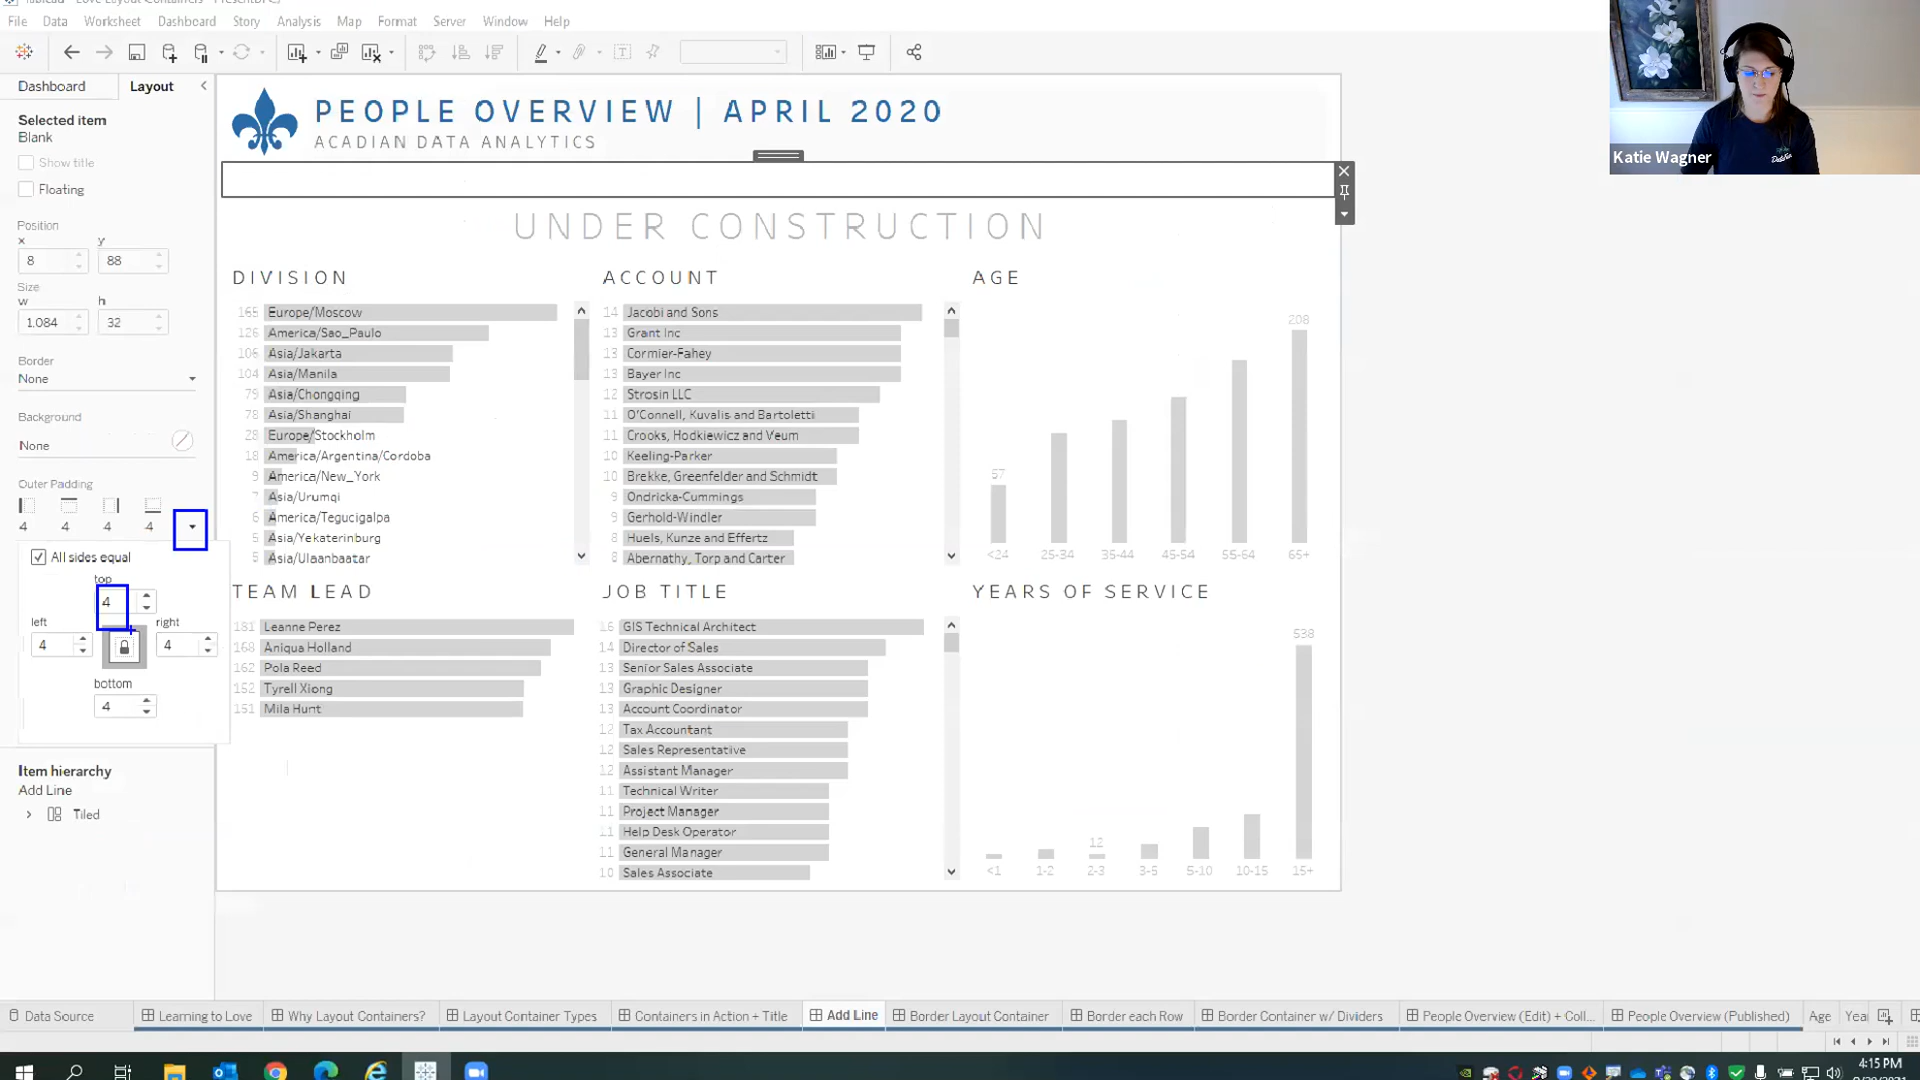 File Data Worksheet Dashboard Story Analysis Map Format Server Window Help
Dashboard Layout
Selected item
Blank
Show title
Floating
Position
x y
8 88
Size
w h
1.084 32
Border
None
Background
None
Outer Padding
4 4 4 4
All sides equal
top
4
left right
4 4
bottom
4
Item hierarchy
Add Line
Tiled
PEOPLE OVERVIEW | APRIL 2020
ACADIAN DATA ANALYTICS
UNDER CONSTRUCTION
DIVISION
165 Europe/Moscow
126 America/Sao_Paulo
106 Asia/Jakarta
104 Asia/Manila
79 Asia/Chongqing
78 Asia/Shanghai
28 Europe/Stockholm
18 America/Argentina/Cordoba
9 America/New_York
7 Asia/Urumqi
6 America/Tegucigalpa
5 Asia/Yekaterinburg
5 Asia/Ulaanbaatar
ACCOUNT
14 Jacobi and Sons
13 Grant Inc
13 Cormier-Fahey
13 Bayer Inc
12 Strosin LLC
11 O'Connell, Kuvalis and Bartoletti
11 Crooks, Hodkiewicz and Veum
10 Keeling-Parker
10 Brekke, Greenfelder and Schmidt
9 Ondricka-Cummings
9 Gerhold-Windler
8 Huels, Kunze and Effertz
8 Abernathy, Torp and Carter
AGE
208
57
<24 25-34 35-44 45-54 55-64 65+
TEAM LEAD
181 Leanne Perez
168 Aniqua Holland
162 Pola Reed
152 Tyrell Xiong
151 Mila Hunt
JOB TITLE
16 GIS Technical Architect
14 Director of Sales
13 Senior Sales Associate
13 Graphic Designer
13 Account Coordinator
12 Tax Accountant
12 Sales Representative
12 Assistant Manager
11 Technical Writer
11 Project Manager
11 Help Desk Operator
11 General Manager
10 Sales Associate
YEARS OF SERVICE
538
12
<1 1-2 2-3 3-5 5-10 10-15 15+
Katie Wagner
Data Source Learning to Love Why Layout Containers? Layout Container Types Containers in Action + Title Add Line Border Layout Container Border each Row Border Container w/ Dividers People Overview (Edit) + Coll... People Overview (Published) Age Yea
4:15 PM